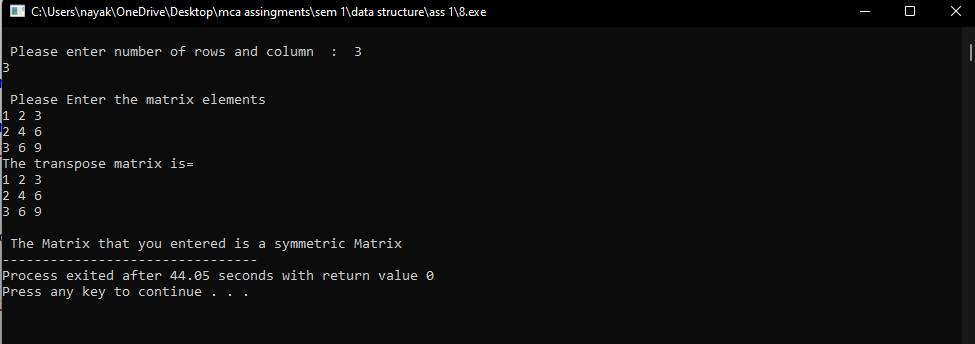 C:\Users\nayak\OneDrive\Desktop\mca assingments\sem 1\data structure\ass 1\8.exe
Please enter number of rows and column  :  3
3
Please Enter the matrix elements
1 2 3
2 4 6
3 6 9
The transpose matrix is=
1 2 3
2 4 6
3 6 9
The Matrix that you entered is a symmetric Matrix
--------------------------------
Process exited after 44.05 seconds with return value 0
Press any key to continue . . .